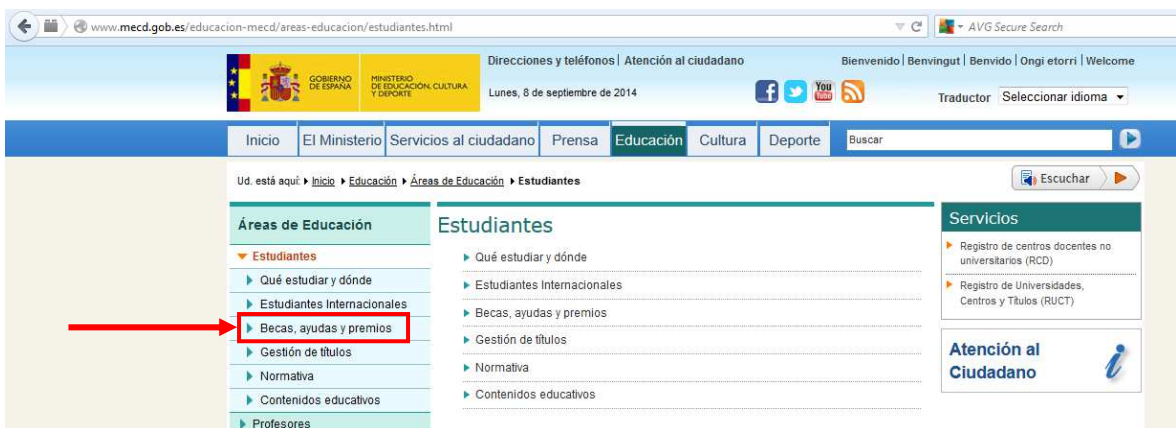 www.mecd.gob.es/educacion-mecd/areas-educacion/estudiantes.html
AVG Secure Search
GOBIERNO
DE ESPAÑA
MINISTERIO
DE EDUCACIÓN, CULTURA
Y DEPORTE
Direcciones y teléfonos | Atención al ciudadano
Bienvenido | Benvingut | Benvido | Ongi etorri | Welcome
Lunes, 8 de septiembre de 2014
You
Tube
Traductor Seleccionar idioma
Inicio El Ministerio Servicios al ciudadano Prensa Educación Cultura Deporte Buscar
Ud. está aquí: Inicio Educación Áreas de Educación Estudiantes
Escuchar
Áreas de Educación
Estudiantes
Qué estudiar y dónde
Estudiantes Internacionales
Becas, ayudas y premios
Gestión de títulos
Normativa
Contenidos educativos
Profesores
Estudiantes
Qué estudiar y dónde
Estudiantes Internacionales
Becas, ayudas y premios
Gestión de títulos
Normativa
Contenidos educativos
Servicios
Registro de centros docentes no
universitarios (RCD)
Registro de Universidades,
Centros y Títulos (RUCT)
Atención al
Ciudadano